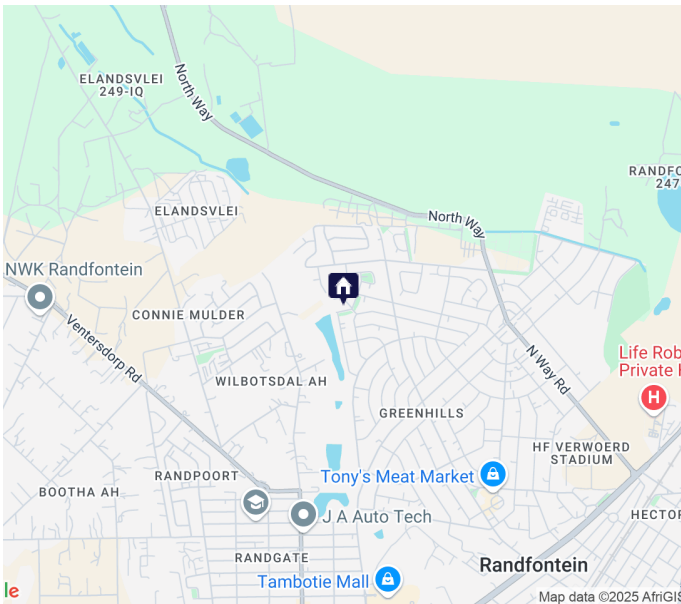 ELANDSVLEI
249-IQ
North Way
RANDFO
247
ELANDSVLEI
North Way
NWK Randfontein
CONNIE MULDER
Ventersdorp Rd
N Way Rd
Life Rob
Private H
H
WILBOTSDAL AH
GREENHILLS
HF VERWOERD
STADIUM
RANDPOORT
Tony's Meat Market
BOOTHA AH
J A Auto Tech
HECTOR
RANDGATE
Randfontein
Tambotie Mall
le
Map data ©2025 AfriGIS